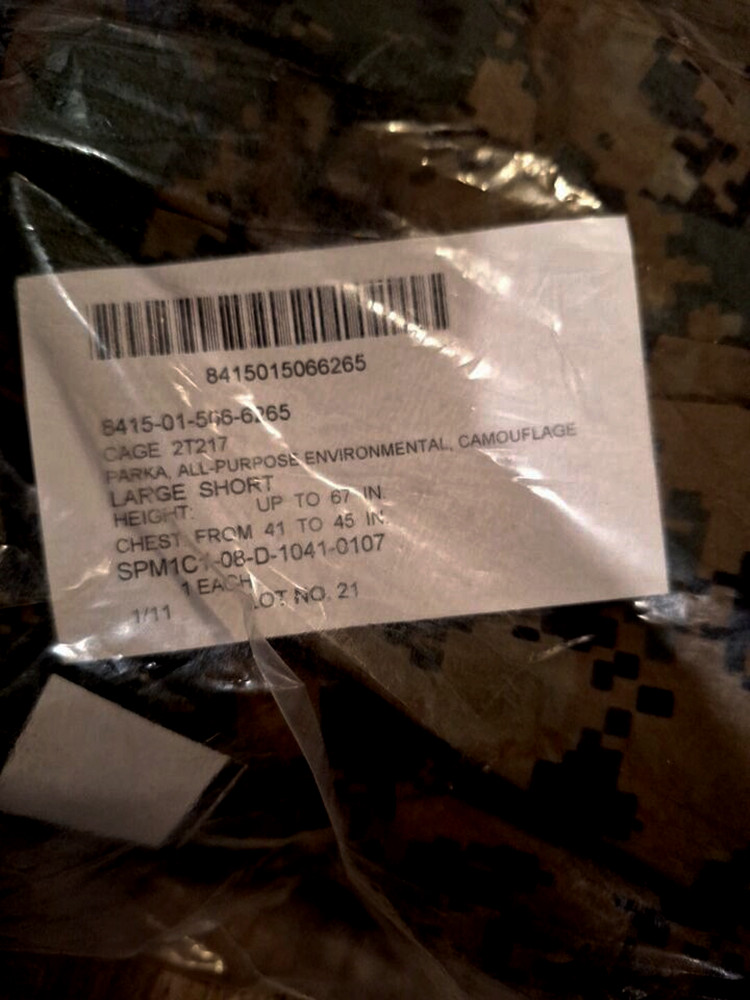 8415015066265
8415-01-506-6265
CAGE 2T217
PARKA, ALL-PURPOSE ENVIRONMENTAL, CAMOUFLAGE
LARGE SHORT
HEIGHT: UP TO 67 IN.
CHEST FROM 41 TO 45 IN.
SPM1C1-08-D-1041-0107
1 EACH
1/11 LOT NO. 21